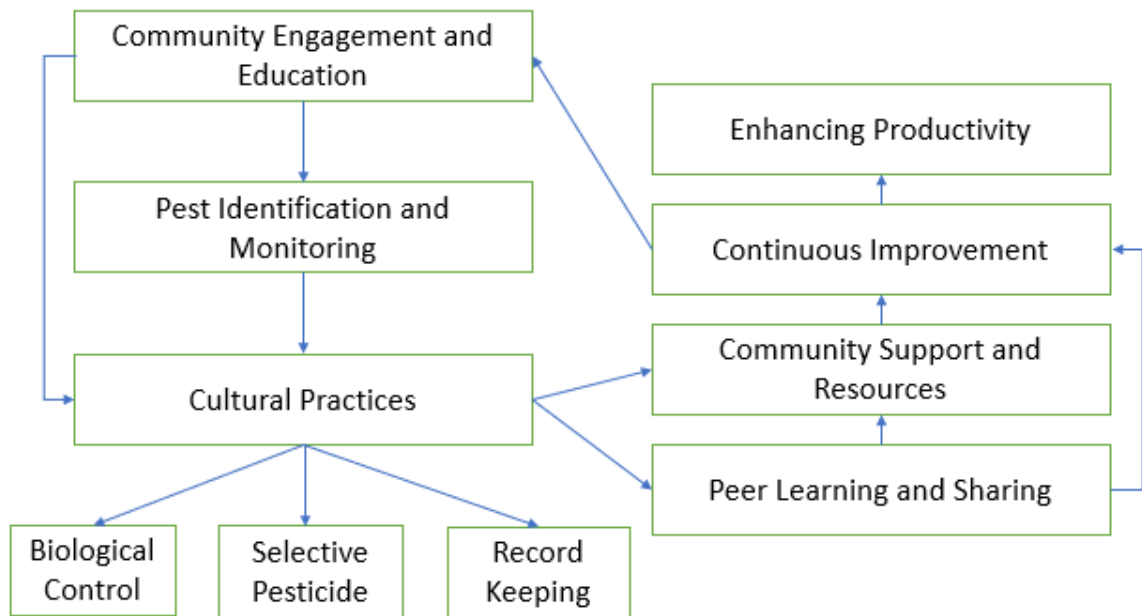 Community Engagement and
Education
Pest Identification and
Monitoring
Cultural Practices
Biological
Control
Selective
Pesticide
Record
Keeping
Enhancing Productivity
Continuous Improvement
Community Support and
Resources
Peer Learning and Sharing